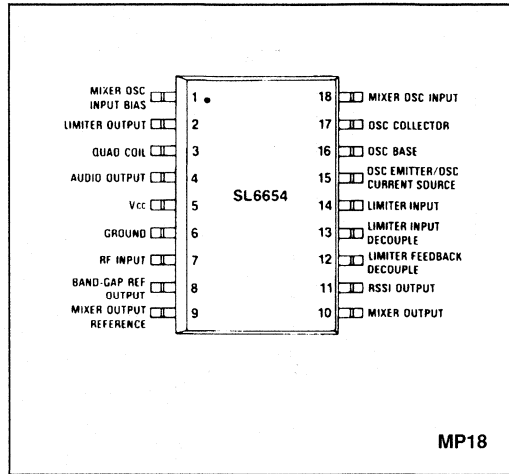 MIXER OSC
INPUT BIAS
1
18
MIXER OSC INPUT
LIMITER OUTPUT
2
17
OSC COLLECTOR
QUAD COIL
3
16
OSC BASE
AUDIO OUTPUT
4
15
OSC EMITTER/OSC
CURRENT SOURCE
SL6654
Vcc
5
14
LIMITER INPUT
GROUND
6
13
LIMITER INPUT
DECOUPLE
RF INPUT
7
12
LIMITER FEEDBACK
DECOUPLE
BAND-GAP REF
OUTPUT
8
11
RSSI OUTPUT
MIXER OUTPUT
REFERENCE
9
10
MIXER OUTPUT
MP18